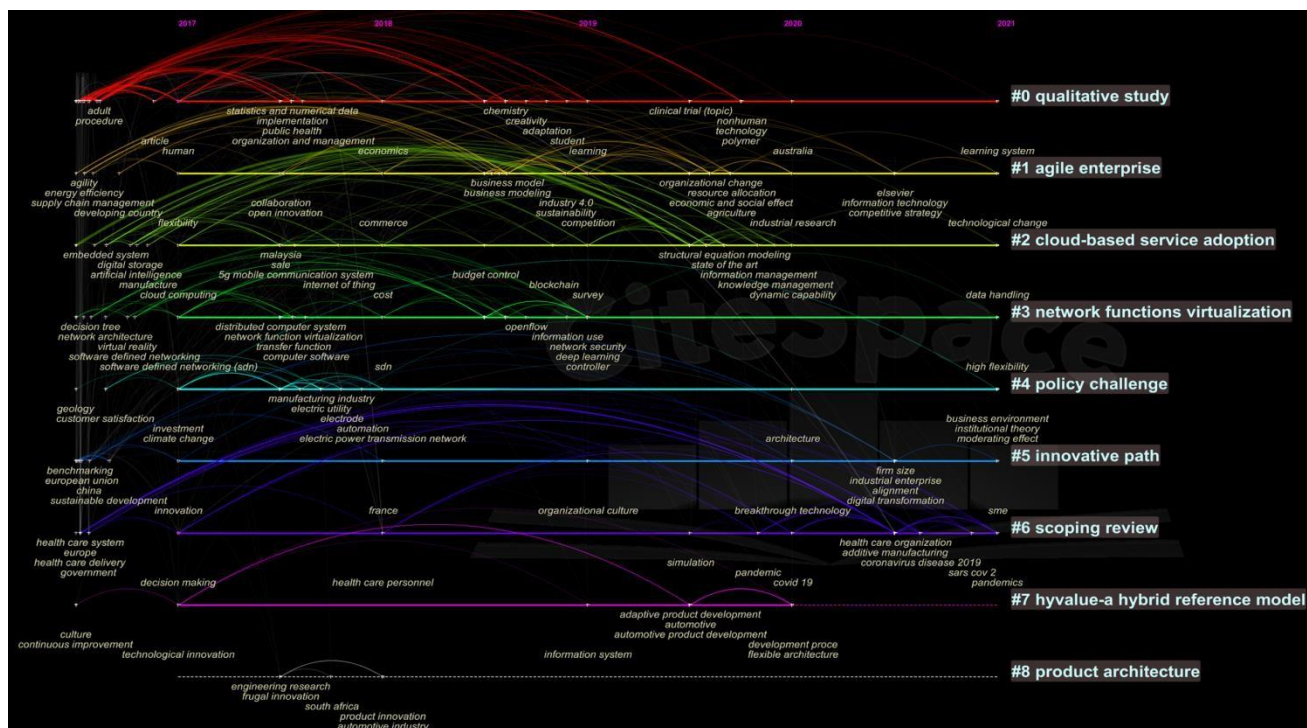 2017 2018 2019 2020 2021
adult statistics and numerical data chemistry clinical trial (topic) #0 qualitative study
procedure implementation creativity nonhuman
public health adaptation technology
article organization and management student polymer
human economics learning australia learning system
#1 agile enterprise
agility business model organizational change elsevier
energy efficiency business modeling resource allocation information technology
supply chain management collaboration industry 4.0 economic and social effect competitive strategy
developing country open innovation sustainability agriculture
flexibility commerce competition industrial research technological change
#2 cloud-based service adoption
embedded system malaysia structural equation modeling
digital storage sale state of the art
artificial intelligence 5g mobile communication system budget control information management
manufacture internet of thing blockchain knowledge management
cloud computing cost survey dynamic capability data handling
#3 network functions virtualization
decision tree distributed computer system openflow
network architecture network function virtualization information use
virtual reality transfer function network security
software defined networking computer software deep learning
software defined networking (sdn) sdn controller high flexibility
#4 policy challenge
geology manufacturing industry
customer satisfaction electric utility business environment
investment electrode institutional theory
climate change automation moderating effect
electric power transmission network architecture
#5 innovative path
benchmarking firm size
european union industrial enterprise
china alignment
sustainable development digital transformation
innovation france organizational culture breakthrough technology sme
#6 scoping review
health care system health care organization
europe additive manufacturing
health care delivery simulation coronavirus disease 2019
government pandemic sars cov 2
decision making health care personnel covid 19 pandemics
#7 hyvalue-a hybrid reference model
adaptive product development
automotive
culture automotive product development
continuous improvement development proce
technological innovation information system flexible architecture
#8 product architecture
engineering research
frugal innovation
south africa
product innovation
automotive industry
CiteSpace